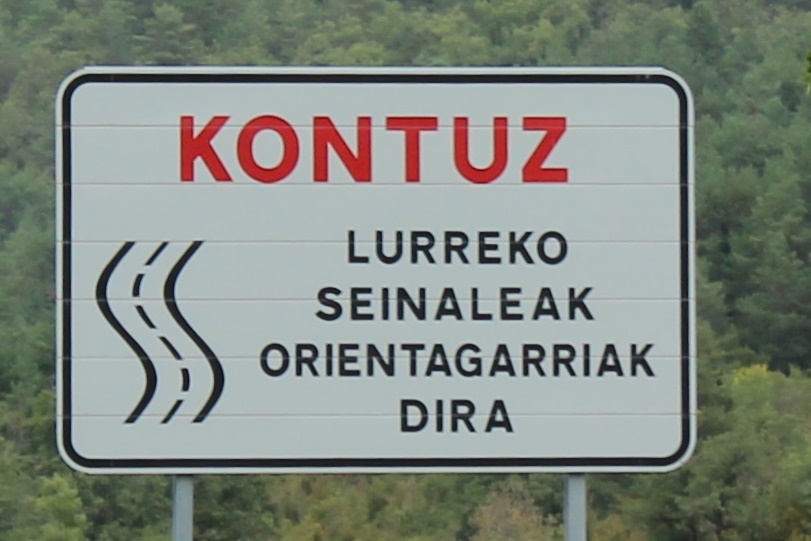 KONTUZ
LURREKO
SEINALEAK
ORIENTAGARRIAK
DIRA